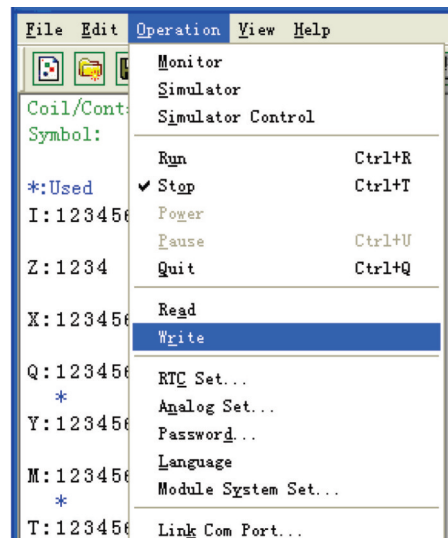 File Edit Operation View Help
Monitor
Simulator
Coil/Cont
Simulator Control
Symbol:
Run Ctrl+R
*:Used
✔ Stop Ctrl+T
I:123456
Power
Pause Ctrl+U
Z:1234
Quit Ctrl+Q
Read
X:123456
Write
Q:123456
RTC Set...
*
Analog Set...
Y:123456
Password...
Language
M:123456
Module System Set...
*
T:123456
Link Com Port...